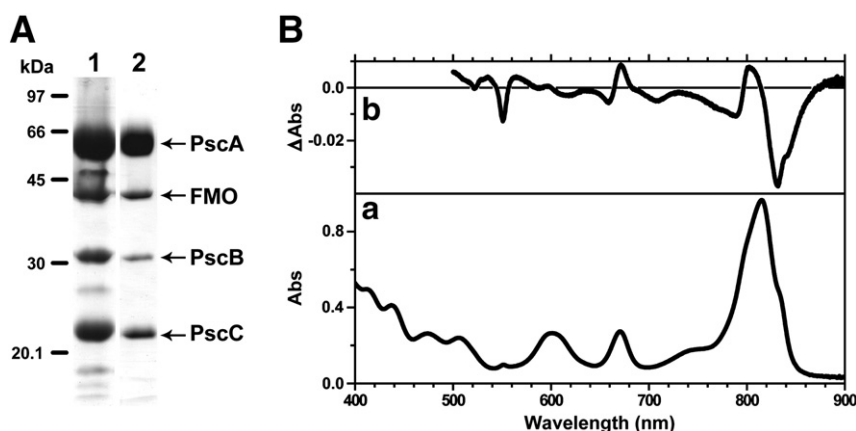 A
B
kDa
1 2
97
66
PscA
45
FMO
30
PscB
PscC
20.1
0.0
b
-0.02
ΔAbs
a
0.8
Abs
0.4
0.0
400 500 600 700 800 900
Wavelength (nm)